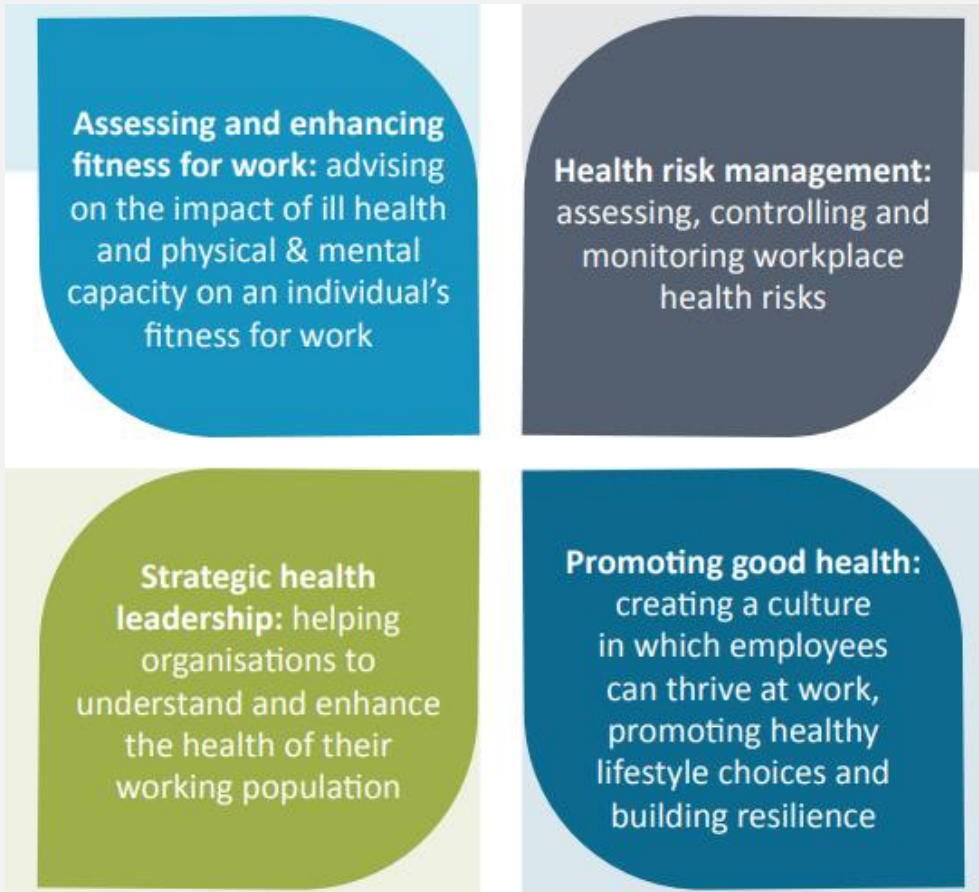 Assessing and enhancing
fitness for work: advising
on the impact of ill health
and physical & mental
capacity on an individual’s
fitness for work
Health risk management:
assessing, controlling and
monitoring workplace
health risks
Strategic health
leadership: helping
organisations to
understand and enhance
the health of their
working population
Promoting good health:
creating a culture
in which employees
can thrive at work,
promoting healthy
lifestyle choices and
building resilience